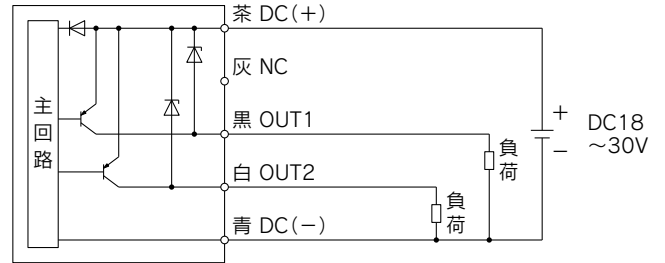 茶 DC(+)
灰 NC
主回路
黒 OUT1
白 OUT2
青 DC(−)
負荷
負荷
+
−
DC18
～30V